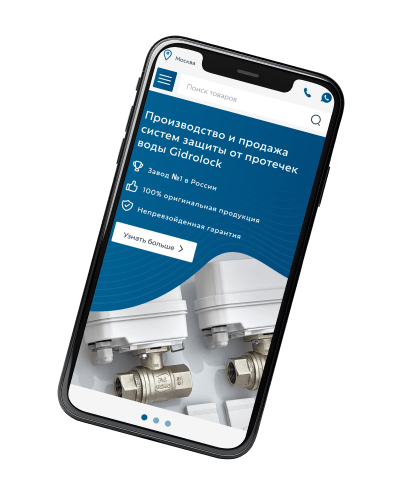 Москва
Поиск товаров
Производство и продажа
систем защиты от протечек
воды Gidrolock
Завод №1 в России
100% оригинальная продукция
Непревзойденная гарантия
Узнать больше